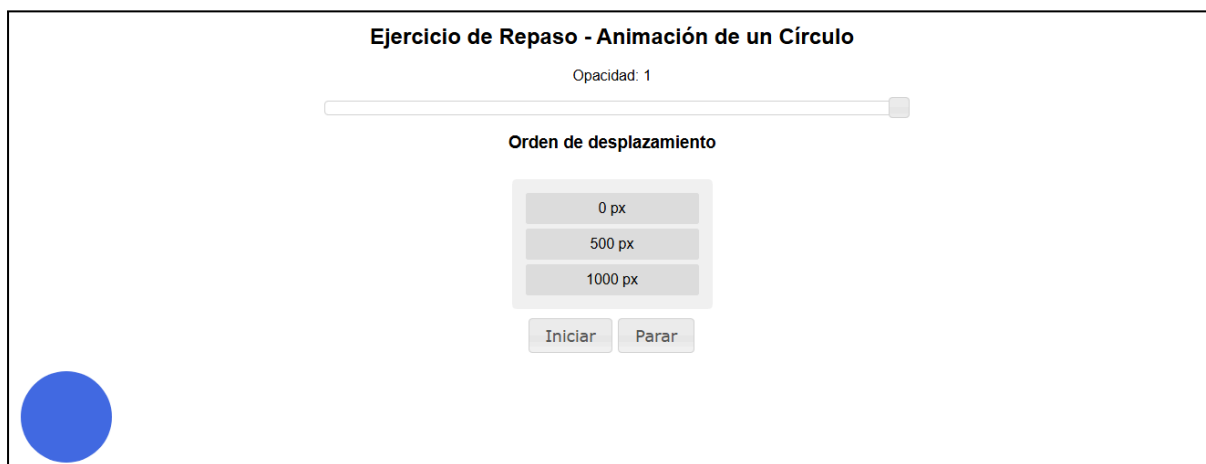 Ejercicio de Repaso - Animación de un Círculo
Opacidad: 1
Orden de desplazamiento
0 px
500 px
1000 px
Iniciar Parar